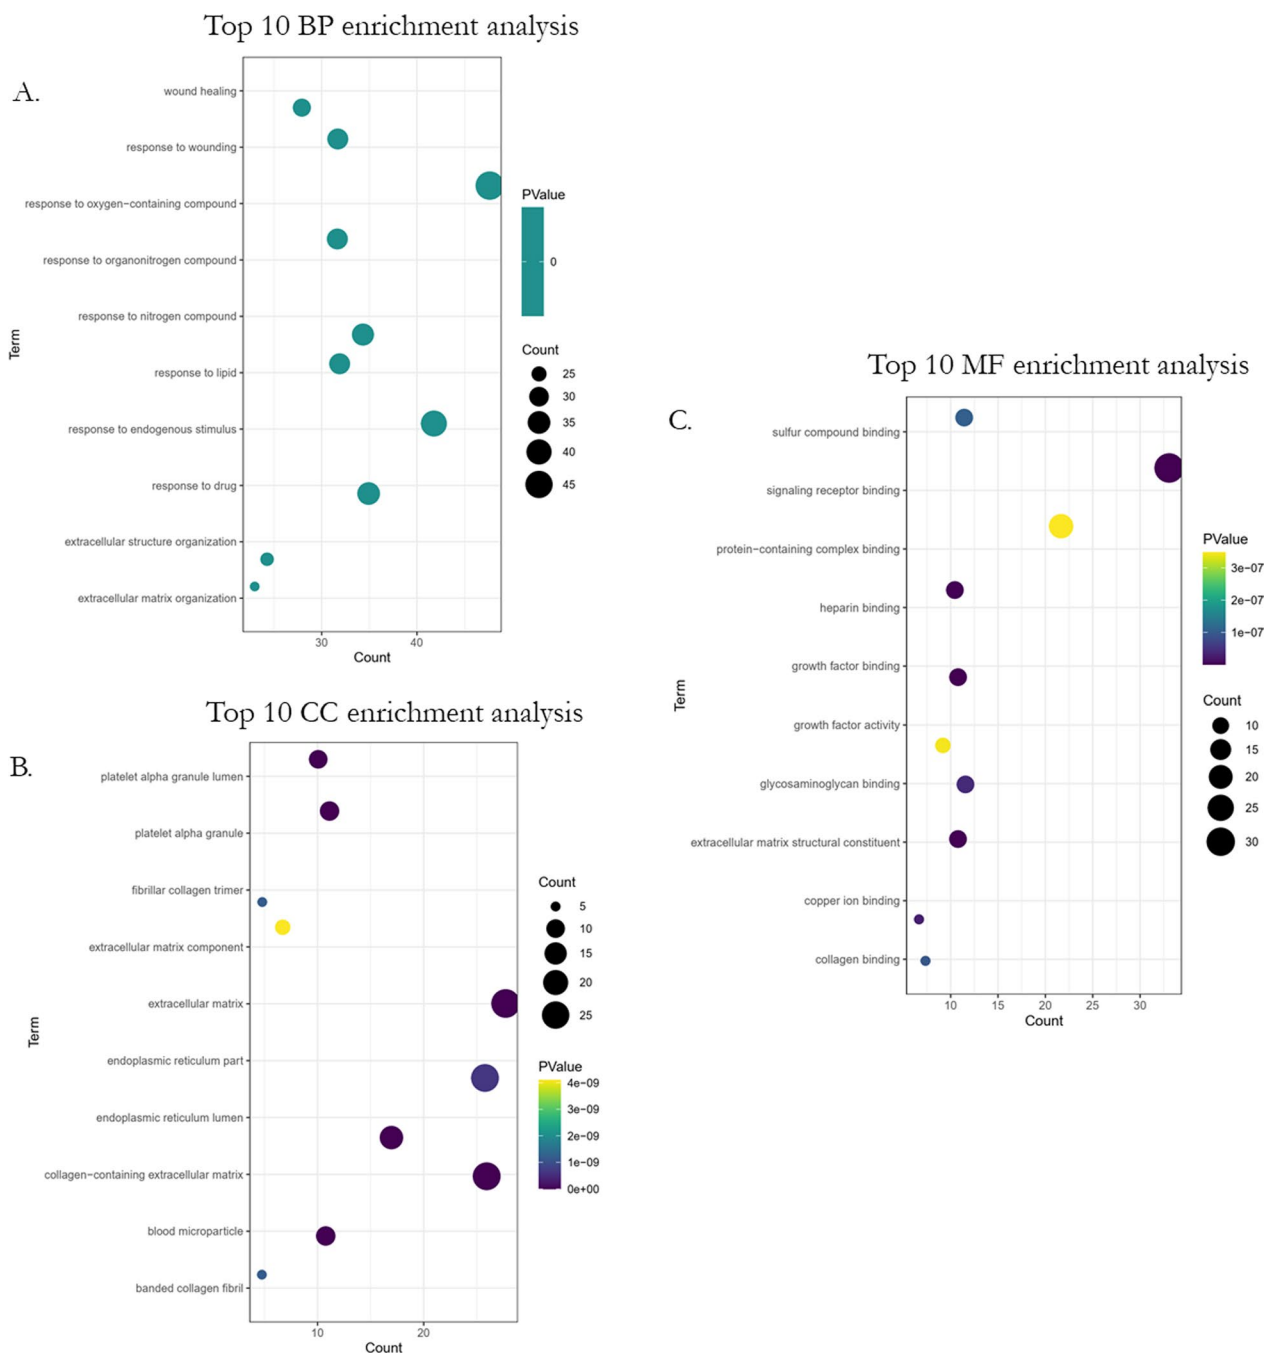 Top 10 BP enrichment analysis
A.
wound healing
response to wounding
response to oxygen−containing compound
response to organonitrogen compound
response to nitrogen compound
response to lipid
response to endogenous stimulus
response to drug
extracellular structure organization
extracellular matrix organization
Term
30 40
Count
PValue
0
Count
25
30
35
40
45
Top 10 CC enrichment analysis
B.
platelet alpha granule lumen
platelet alpha granule
fibrillar collagen trimer
extracellular matrix component
extracellular matrix
endoplasmic reticulum part
endoplasmic reticulum lumen
collagen−containing extracellular matrix
blood microparticle
banded collagen fibril
Term
10 20
Count
Count
5
10
15
20
25
PValue
4e−09
3e−09
2e−09
1e−09
0e+00
Top 10 MF enrichment analysis
C.
sulfur compound binding
signaling receptor binding
protein−containing complex binding
heparin binding
growth factor binding
growth factor activity
glycosaminoglycan binding
extracellular matrix structural constituent
copper ion binding
collagen binding
Term
10 15 20 25 30
Count
PValue
3e−07
2e−07
1e−07
Count
10
15
20
25
30